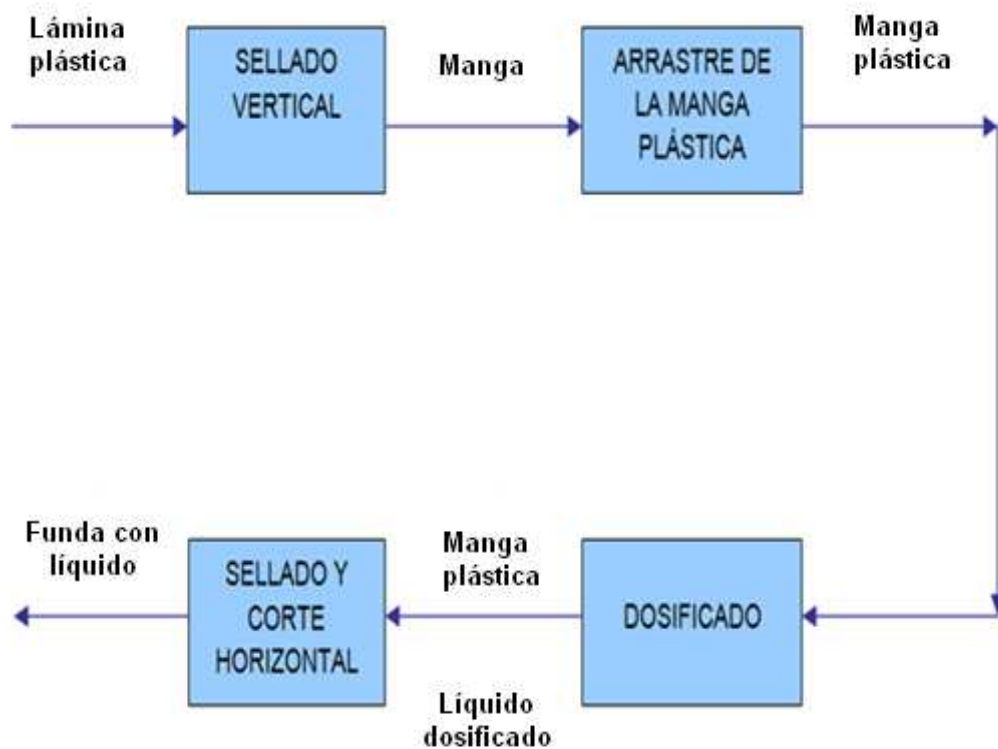 Lámina
plástica
SELLADO
VERTICAL
Manga
ARRASTRE DE
LA MANGA
PLÁSTICA
Manga
plástica
Funda con
líquido
SELLADO Y
CORTE
HORIZONTAL
Manga
plástica
Líquido
dosificado
DOSIFICADO